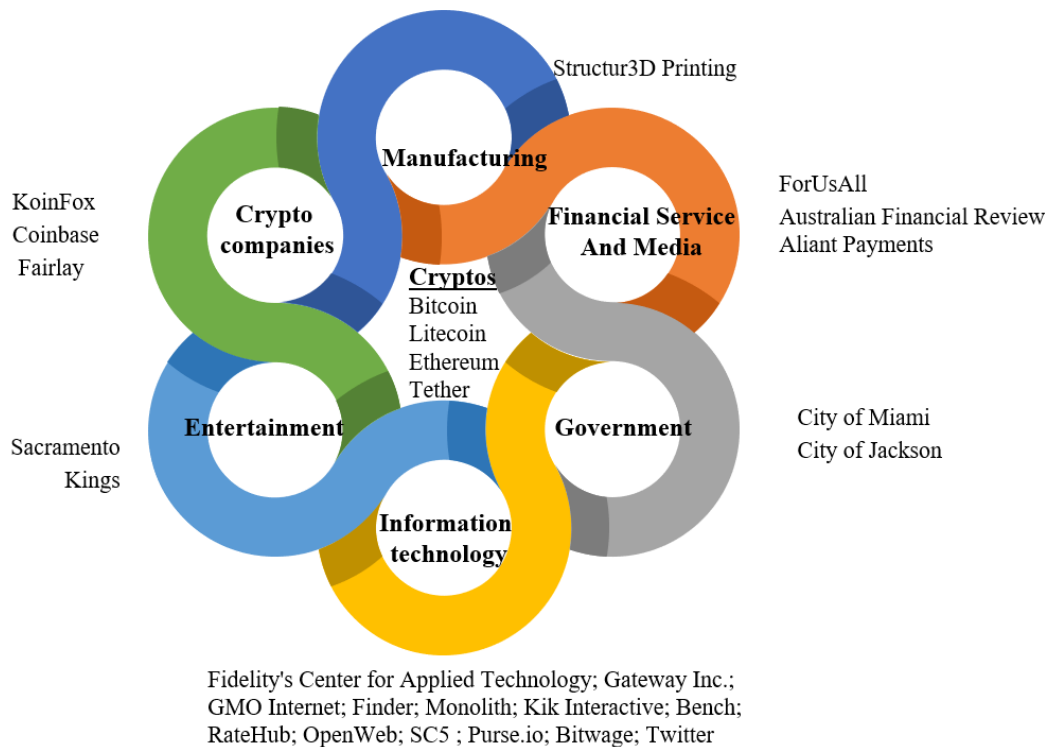 Structur3D Printing
Manufacturing
KoinFox
Coinbase
Fairlay
Crypto
companies
Financial Service
And Media
ForUsAll
Australian Financial Review
Aliant Payments
Cryptos
Bitcoin
Litecoin
Ethereum
Tether
Sacramento
Kings
Entertainment
Government
City of Miami
City of Jackson
Information
technology
Fidelity's Center for Applied Technology; Gateway Inc.;
GMO Internet; Finder; Monolith; Kik Interactive; Bench;
RateHub; OpenWeb; SC5 ; Purse.io; Bitwage; Twitter